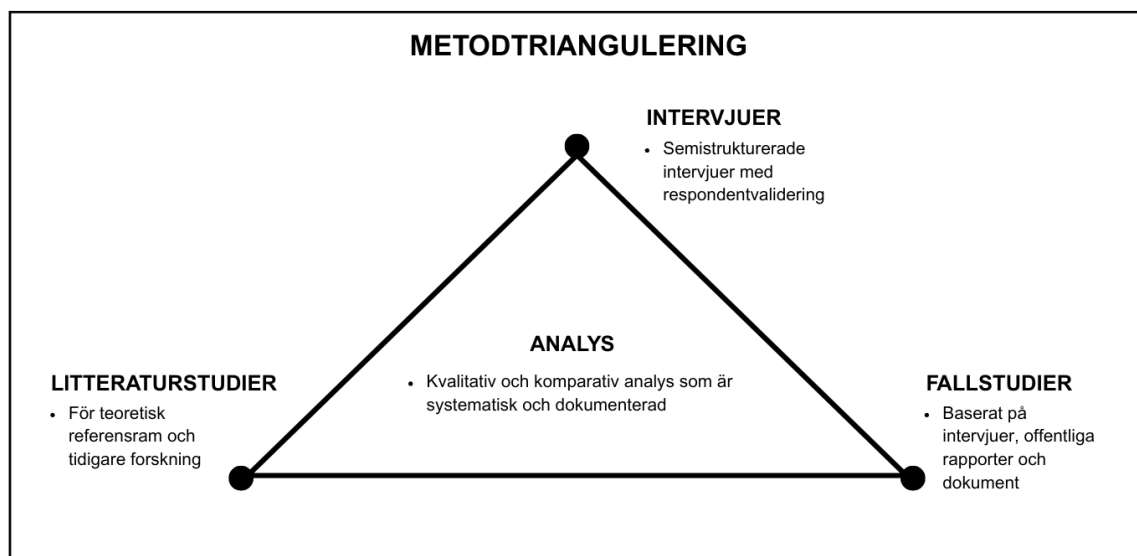 METODTRIANGULERING
INTERVJUER
• Semistrukturerade
intervjuer med
respondentvalidering
ANALYS
• Kvalitativ och komparativ analys som är
systematisk och dokumenterad
LITTERATURSTUDIER
• För teoretisk
referensram och
tidigare forskning
FALLSTUDIER
• Baserat på
intervjuer, offentliga
rapporter och
dokument